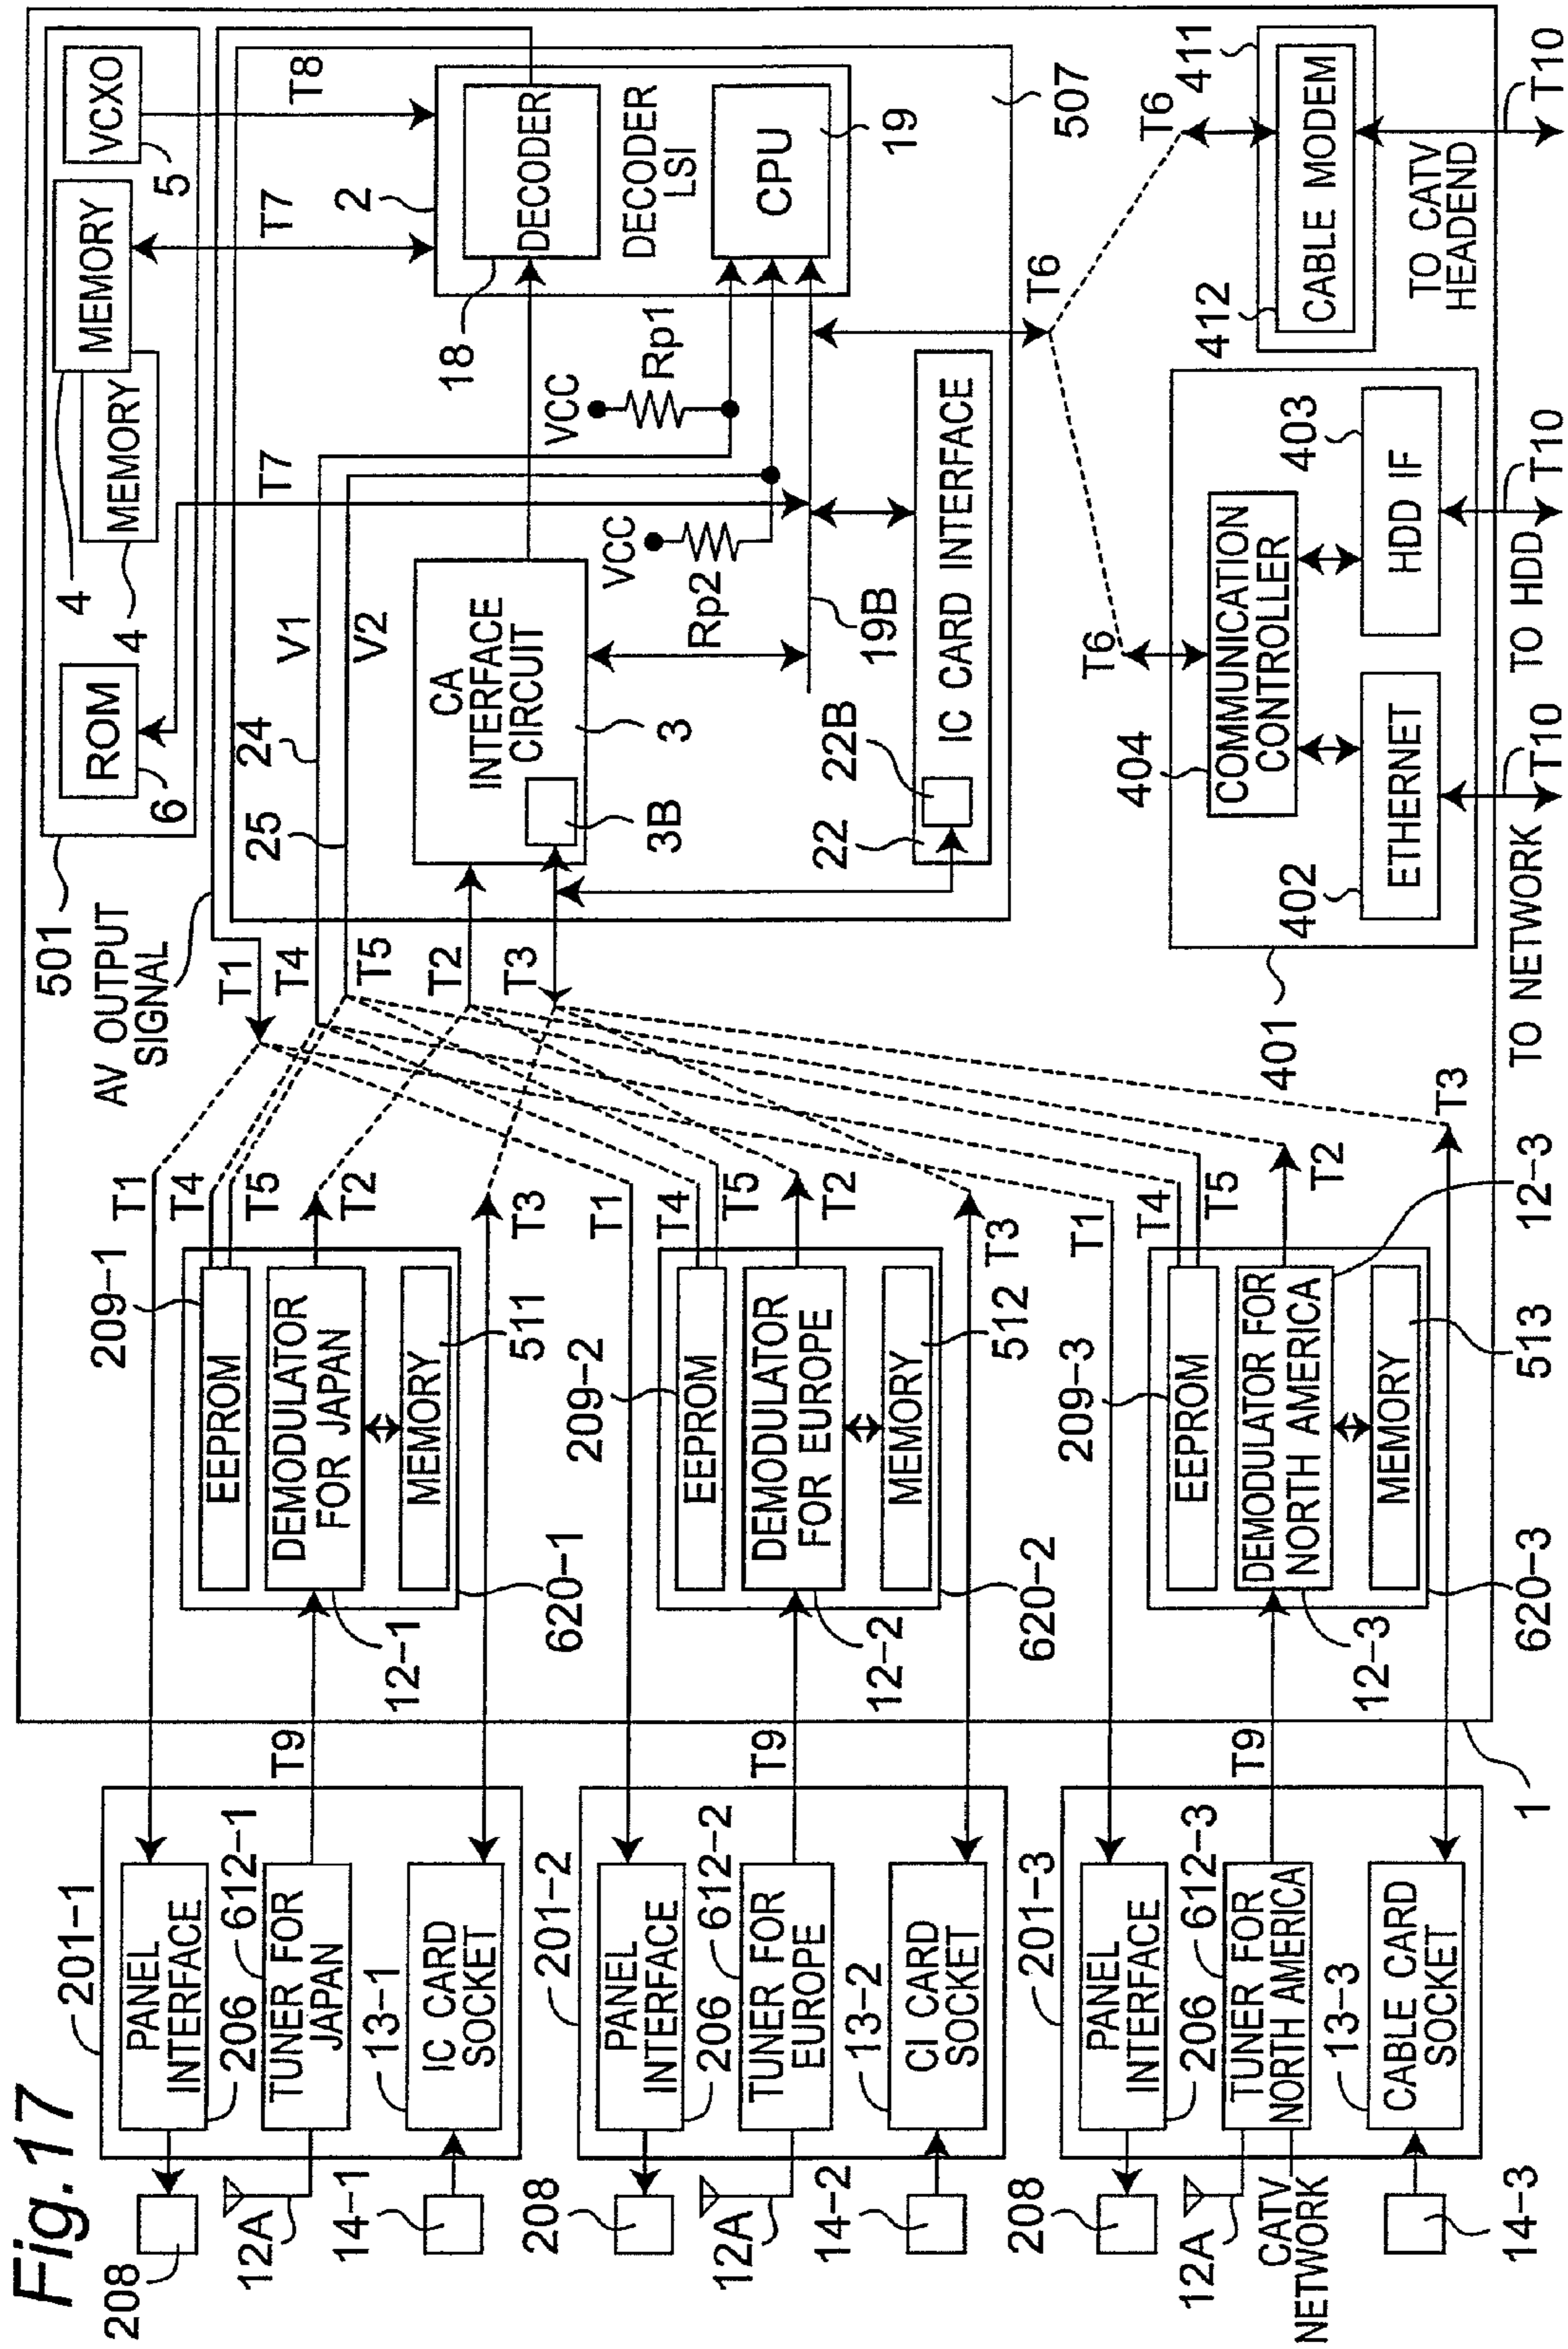 Fig.17
208
12A
14-1
201-1
PANEL
INTERFACE
206
612-1
TUNER FOR
JAPAN
13-1
IC CARD
SOCKET
T9
208
12A
14-2
201-2
PANEL
INTERFACE
206
612-2
TUNER FOR
EUROPE
13-2
CI CARD
SOCKET
T9
208
12A
CATV
NETWORK
14-3
201-3
PANEL
INTERFACE
206
612-3
TUNER FOR
NORTH AMERICA
13-3
CABLE CARD
SOCKET
T9
1
209-1
EEPROM
DEMODULATOR
FOR JAPAN
MEMORY
511
12-1
620-1
T1
T4
T5
T2
T3
209-2
EEPROM
DEMODULATOR
FOR EUROPE
MEMORY
512
12-2
620-2
T1
T4
T5
T2
T3
209-3
EEPROM
DEMODULATOR FOR
NORTH AMERICA
MEMORY
513
12-3
12-3
620-3
T1
T4
T5
T2
T3
501
AV OUTPUT
SIGNAL
T1
T4
T5
T2
T3
ROM
6
MEMORY
4
MEMORY
4
VCXO
5
T7
T7
T8
24
25
V1
V2
CA
INTERFACE
CIRCUIT
3
3B
VCC
Rp1
VCC
Rp2
19B
IC CARD INTERFACE
22
22B
2
18
DECODER
DECODER
LSI
CPU
19
507
T6
T6
T6
401
404
COMMUNICATION
CONTROLLER
402
ETHERNET
403
HDD IF
411
412
CABLE MODEM
TO NETWORK
T10
TO HDD
T10
TO CATV
HEADEND
T10